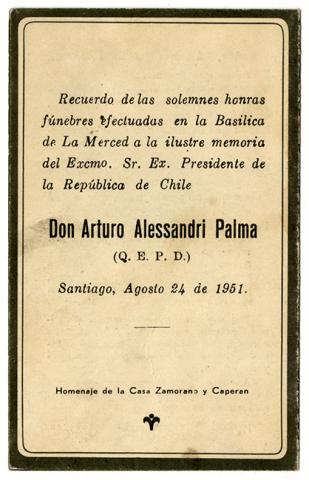 Recuerdo de las solemnes honras
fúnebres efectuadas en la Basílica
de La Merced a la ilustre memoria
del Excmo. Sr. Ex. Presidente de
la República de Chile
Don Arturo Alessandri Palma
(Q. E. P. D.)
Santiago, Agosto 24 de 1951.
Homenaje de la Casa Zamorano y Caperan